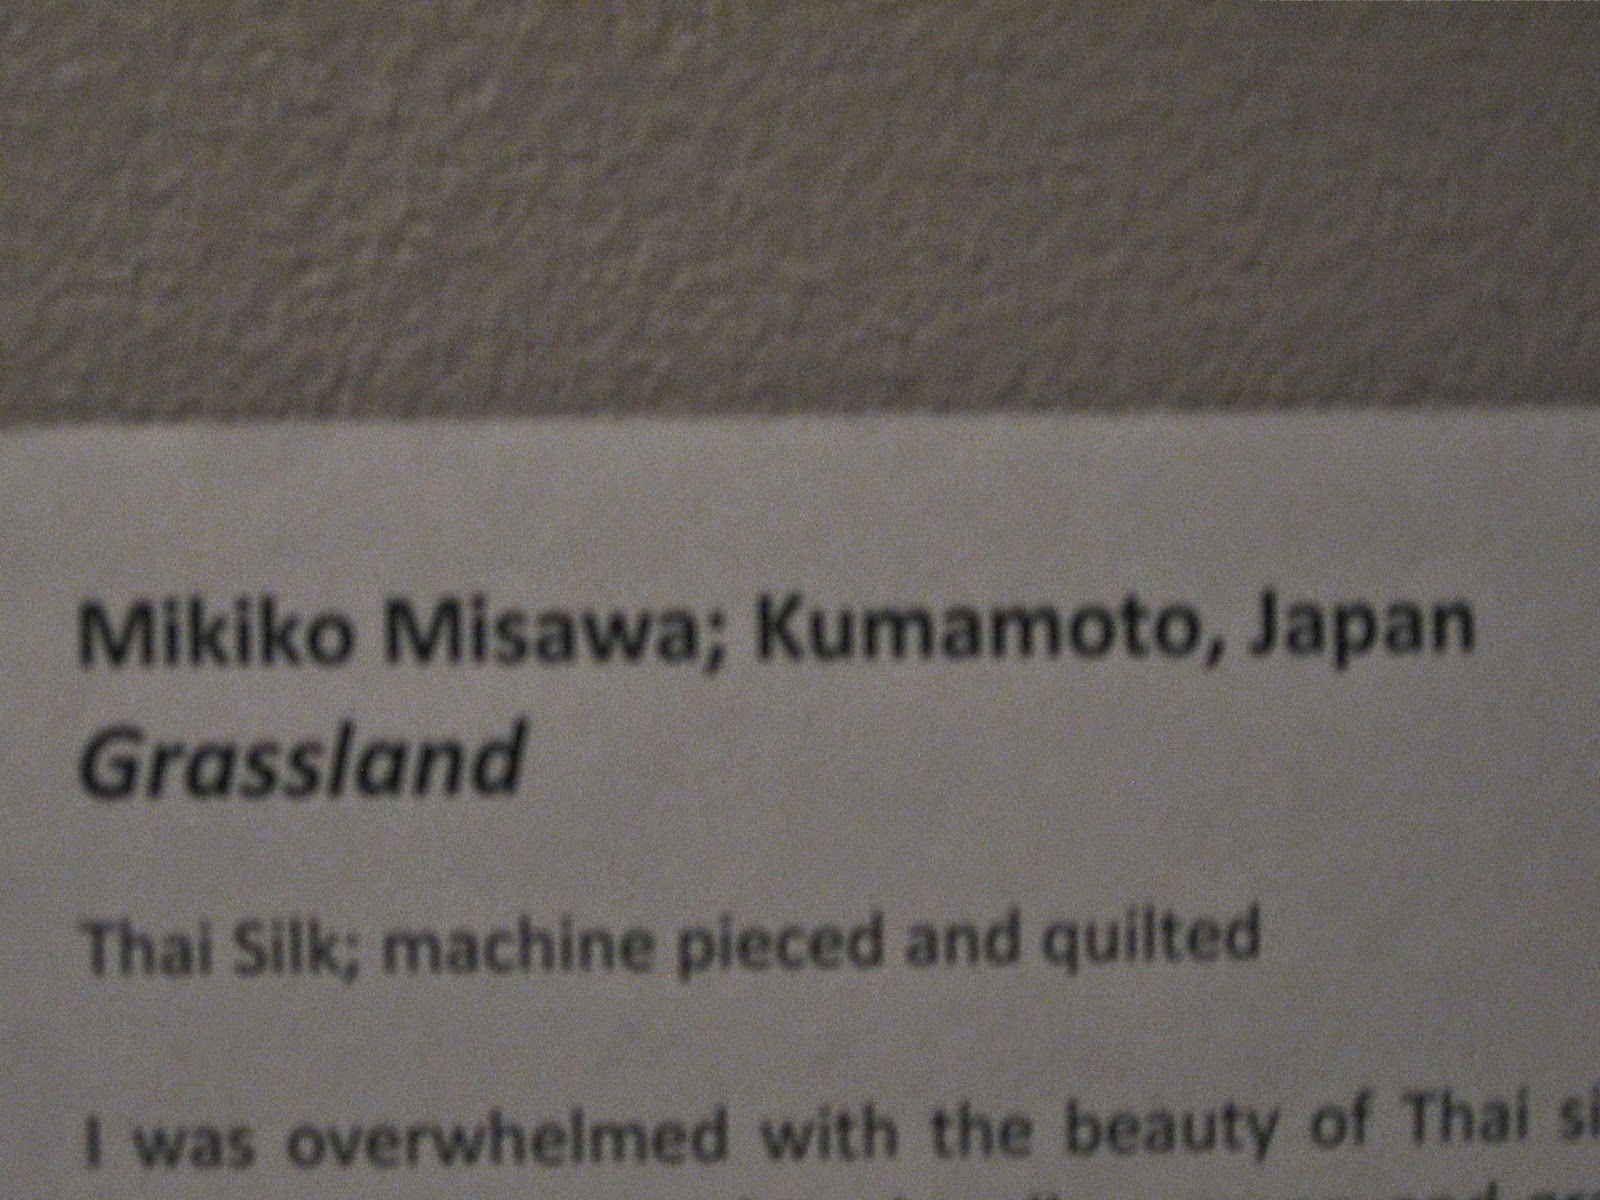 Mikiko Misawa; Kumamoto, Japan
Grassland
Thai Silk; machine pieced and quilted
I was overwhelmed with the beauty of Thai